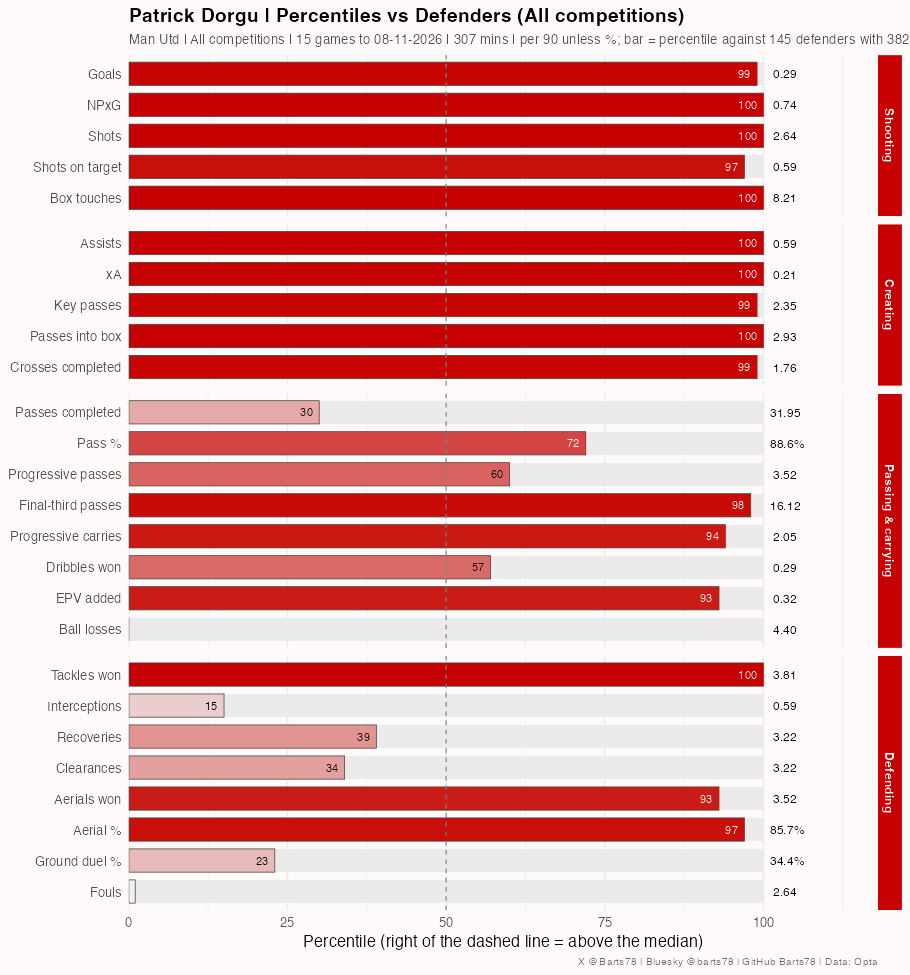 Patrick Dorgu | Percentiles vs Defenders (All competitions)
Man Utd | All competitions | 15 games to 08-11-2026 | 307 mins | per 90 unless %; bar = percentile against 145 defenders with 382
Goals 99 0.29
NPxG 100 0.74
Shots 100 2.64
Shots on target 97 0.59
Box touches 100 8.21
Shooting
Assists 100 0.59
xA 100 0.21
Key passes 99 2.35
Passes into box 100 2.93
Crosses completed 99 1.76
Creating
Passes completed 30 31.95
Pass % 72 88.6%
Progressive passes 60 3.52
Final-third passes 98 16.12
Progressive carries 94 2.05
Dribbles won 57 0.29
EPV added 93 0.32
Ball losses 4.40
Passing & carrying
Tackles won 100 3.81
Interceptions 15 0.59
Recoveries 39 3.22
Clearances 34 3.22
Aerials won 93 3.52
Aerial % 97 85.7%
Ground duel % 23 34.4%
Fouls 2.64
Defending
0 25 50 75 100
Percentile (right of the dashed line = above the median)
X @Barts78 | Bluesky @barts78 | GitHub Barts78 | Data: Opta